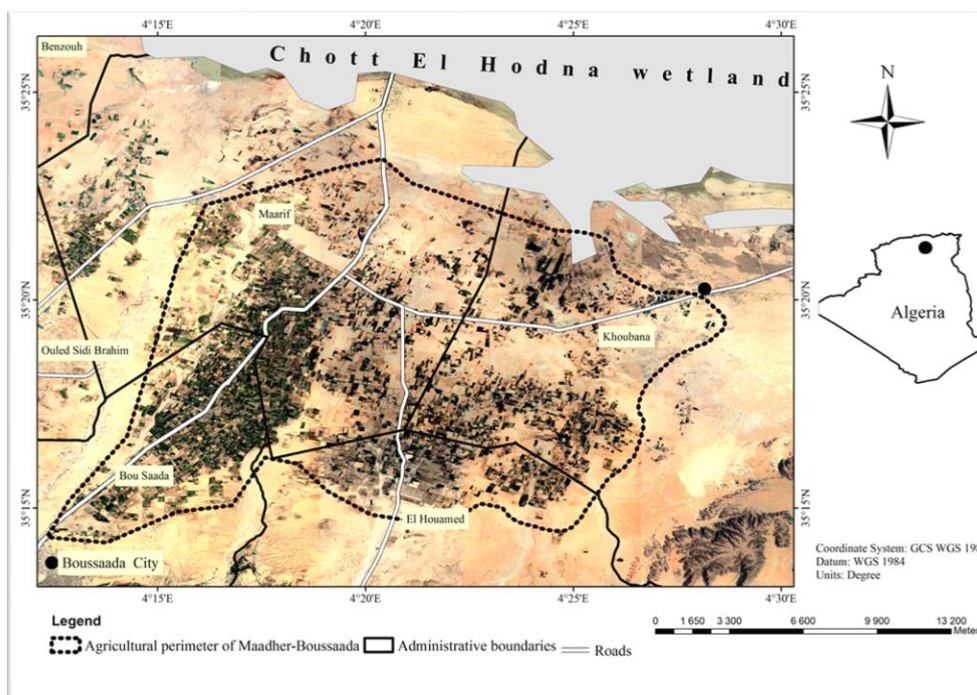 4°15'E 4°20'E 4°25'E 4°30'E
Benzouh
Chott El Hodna wetland
N
35°25'N
35°25'N
Maarif
35°20'N
35°20'N
Algeria
Khoubana
Ouled Sidi Brahim
Bou Saada
35°15'N
35°15'N
El Houamed
Boussaada City
Coordinate System: GCS WGS 19
Datum: WGS 1984
Units: Degree
4°15'E 4°20'E 4°25'E 4°30'E
Legend
Agricultural perimeter of Maadher-Boussaada Administrative boundaries Roads
0 1 650 3 300 6 600 9 900 13 200
Mete